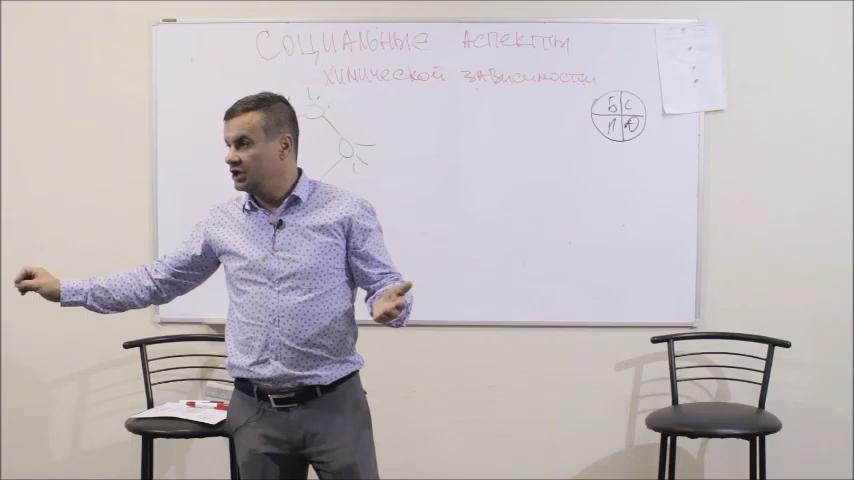 Социальные аспекты
химической зависимости
Б С
П Ю